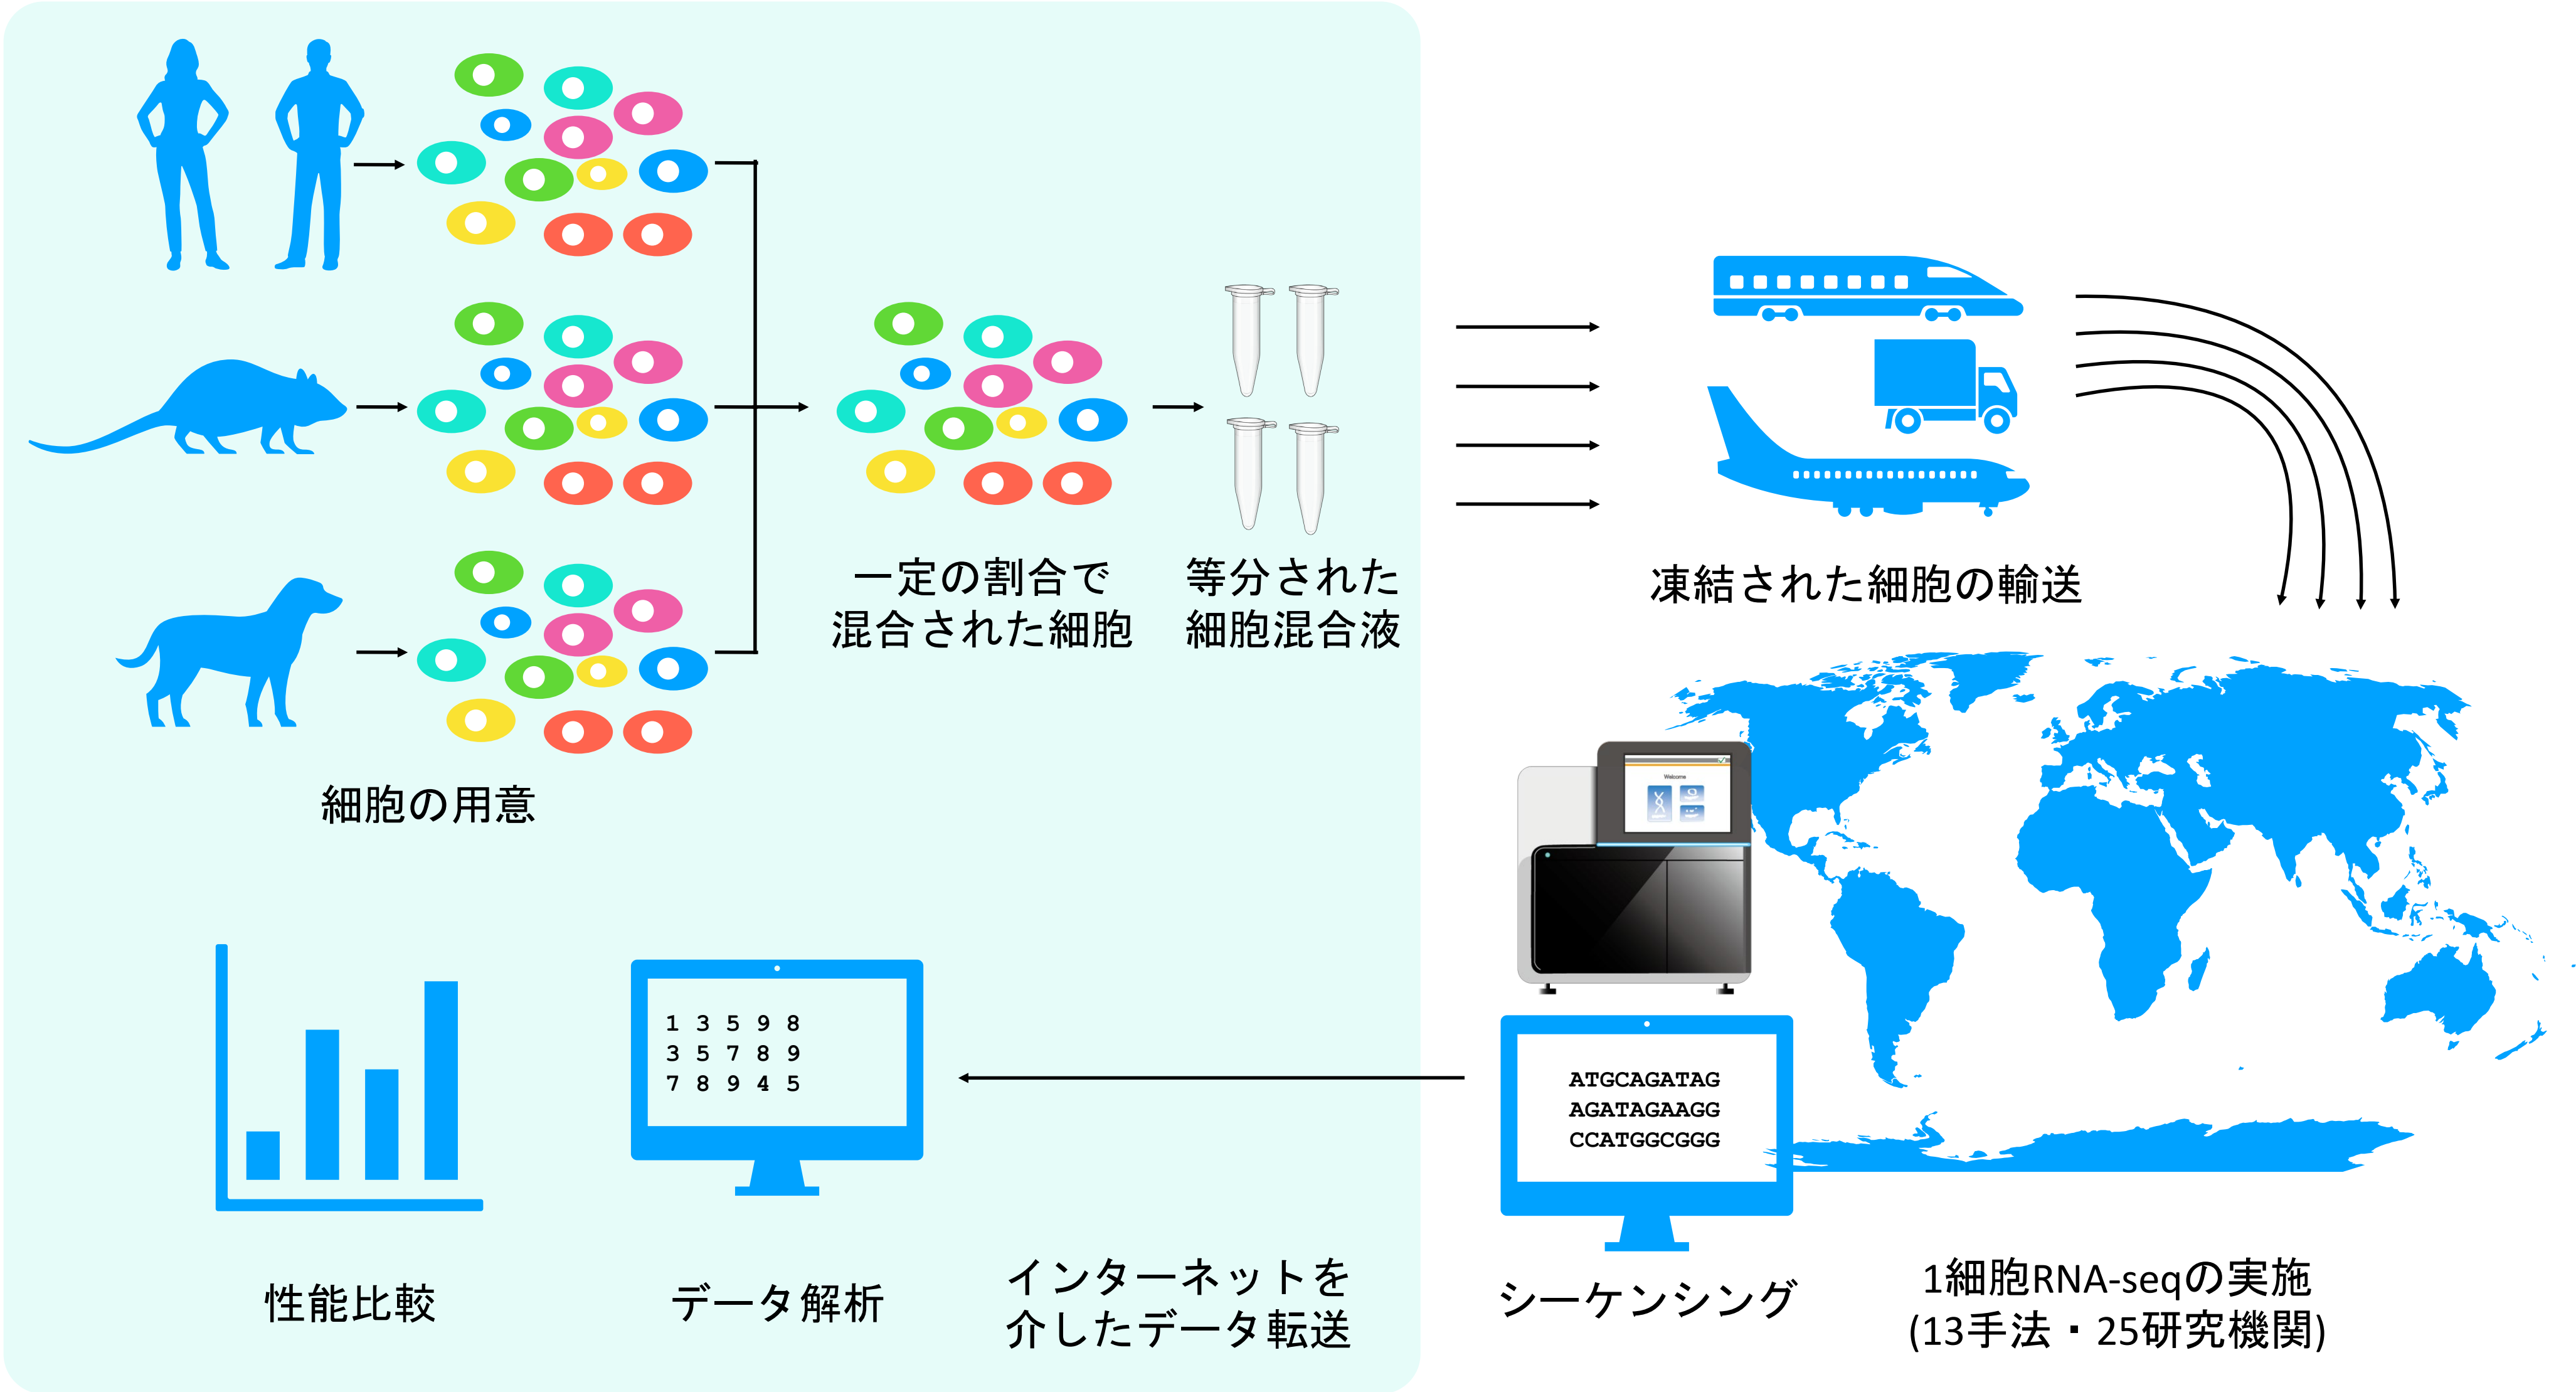 一定の割合で
混合された細胞
等分された
細胞混合液
凍結された細胞の輸送
細胞の用意
Welcome
1 3 5 9 8
3 5 7 8 9
7 8 9 4 5
ATGCAGATAG
AGATAGAAGG
CCATGGCGGG
性能比較
データ解析
インターネットを
介したデータ転送
シーケンシング
1細胞RNA-seqの実施
(13手法・25研究機関)